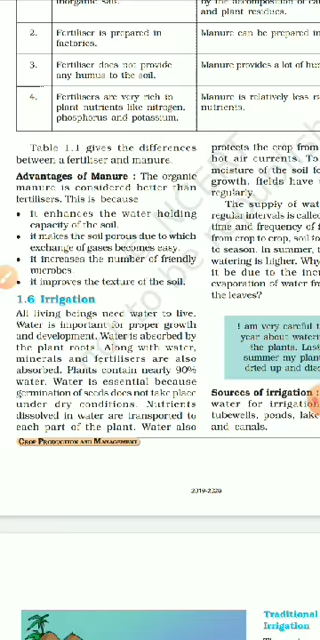 inorganic salt.
by the decomposition of ca
and plant residues.
2.
Fertiliser is prepared in
factories.
Manure can be prepared in
3.
Fertiliser does not provide
any humus to the soil.
Manure provides a lot of hu
4.
Fertilisers are very rich in
plant nutrients like nitrogen,
phosphorus and potassium.
Manure is relatively less ri
nutrients.
Table 1.1 gives the differences
between a fertiliser and manure.
Advantages of Manure : The organic
manure is considered better than
fertilisers. This is because
• it enhances the water holding
capacity of the soil.
• it makes the soil porous due to which
exchange of gases becomes easy.
• it increases the number of friendly
microbes.
• it improves the texture of the soil.
1.6 Irrigation
All living beings need water to live.
Water is important for proper growth
and development. Water is absorbed by
the plant roots. Along with water,
minerals and fertilisers are also
absorbed. Plants contain nearly 90%
water. Water is essential because
germination of seeds does not take place
under dry conditions. Nutrients
dissolved in water are transported to
each part of the plant. Water also
protects the crop from
hot air currents. To
moisture of the soil fo
growth, fields have
regularly.
The supply of wat
regular intervals is called
time and frequency of i
from crop to crop, soil to
to season. In summer, t
watering is higher. Why
it be due to the incr
evaporation of water fr
the leaves?
I am very careful t
year about wateri
the plants. Last
summer my plant
dried up and die
Sources of irrigation :
water for irrigation
tubewells, ponds, lake
and canals.
CROP PRODUCTION AND MANAGEMENT
2019-2020
Traditional
Irrigation